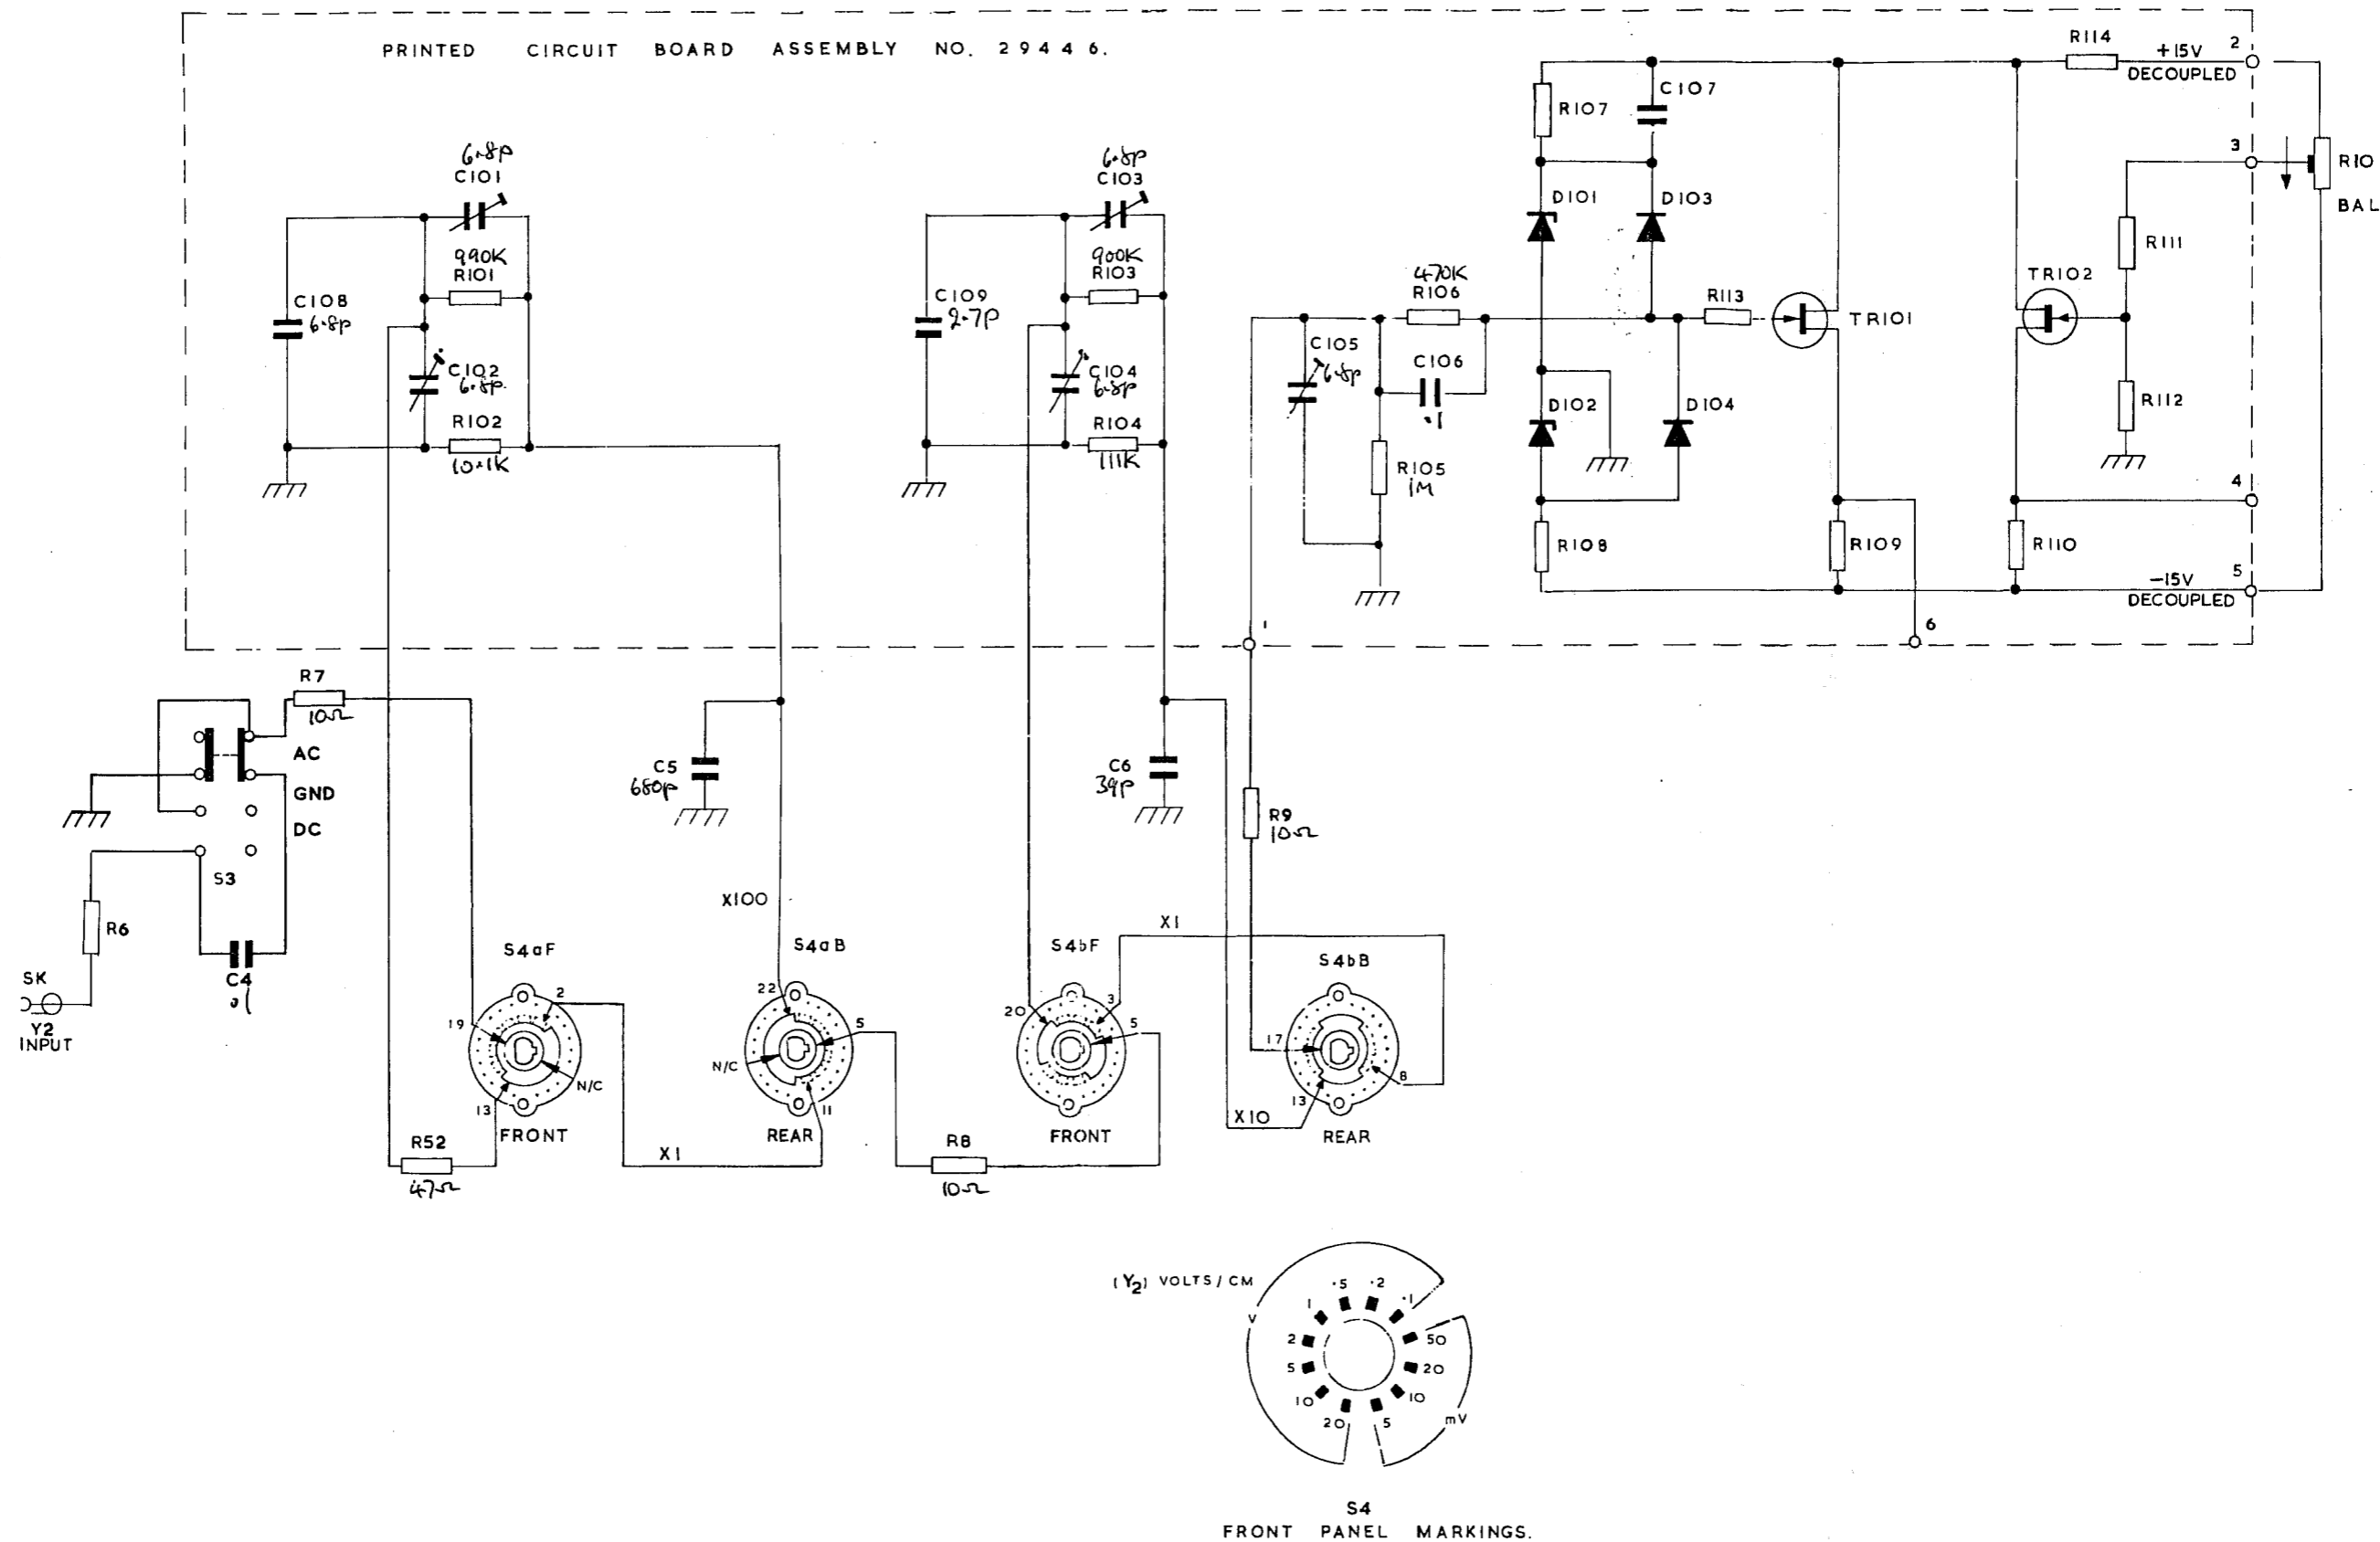 PRINTED CIRCUIT BOARD ASSEMBLY NO. 29446.
6.8p
C101
990K
R101
C108
6.8p
C102
6.8p.
R102
10.1K
6.8p
C103
900K
R103
C109
2.7p
C104
6.8p
R104
111K
470K
R106
C105
6.8p
C106
.1
R105
1M
R107
C107
D101
D103
R113
TR101
D102
D104
R108
R109
R110
R114
+15V
DECOUPLED
2
3
R10
BAL
R111
TR102
R112
4
5
-15V
DECOUPLED
6
1
R7
10Ω
AC
GND
DC
S3
R6
C4
SK
Y2
INPUT
C5
680p
X100
C6
39p
R9
10Ω
S4aF
2
19
N/C
13
FRONT
R52
47Ω
X1
S4aB
22
5
N/C
11
REAR
R8
10Ω
S4bF
20
3
5
FRONT
X1
S4bB
17
8
13
X10
REAR
(Y2) VOLTS/CM
.5 .2
1 .1
V
2 50
5 20
10 10
20 5
mV
S4
FRONT PANEL MARKINGS.